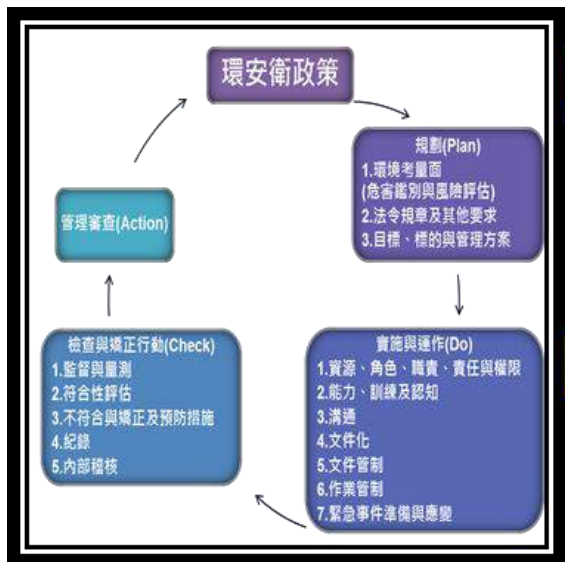 環安衛政策
規劃(Plan)
1.環境考量面
(危害鑑別與風險評估)
2.法令規章及其他要求
3.目標、標的與管理方案
實施與運作(Do)
1.資源、角色、職責、責任與權限
2.能力、訓練及認知
3.溝通
4.文件化
5.文件管制
6.作業管制
7.緊急事件準備與應變
檢查與矯正行動(Check)
1.監督與量測
2.符合性評估
3.不符合與矯正及預防措施
4.紀錄
5.內部稽核
管理審查(Action)